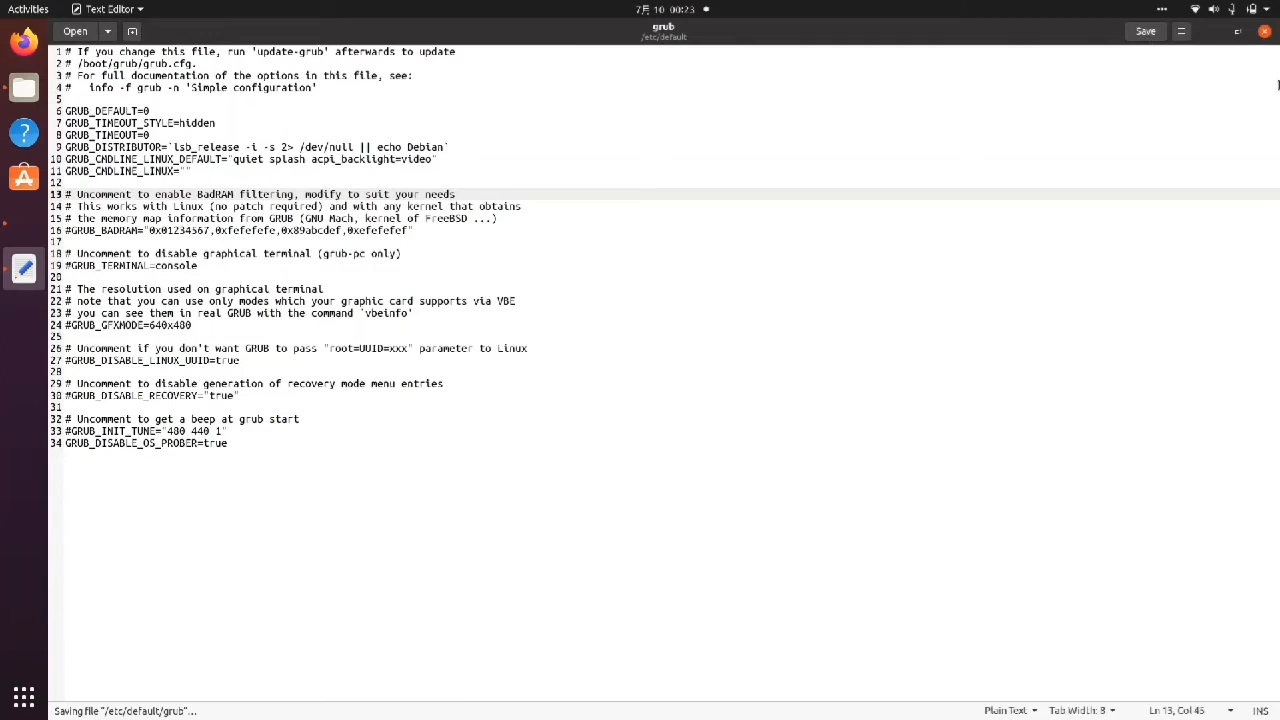 Activities
Text Editor
7月 10 00:23
Open
grub
/etc/default
Save
1 # If you change this file, run 'update-grub' afterwards to update
2 # /boot/grub/grub.cfg.
3 # For full documentation of the options in this file, see:
4 #   info -f grub -n 'Simple configuration'
5
6 GRUB_DEFAULT=0
7 GRUB_TIMEOUT_STYLE=hidden
8 GRUB_TIMEOUT=0
9 GRUB_DISTRIBUTOR=`lsb_release -i -s 2> /dev/null || echo Debian`
10 GRUB_CMDLINE_LINUX_DEFAULT="quiet splash acpi_backlight=video"
11 GRUB_CMDLINE_LINUX=""
12
13 # Uncomment to enable BadRAM filtering, modify to suit your needs
14 # This works with Linux (no patch required) and with any kernel that obtains
15 # the memory map information from GRUB (GNU Mach, kernel of FreeBSD ...)
16 #GRUB_BADRAM="0x01234567,0xfefefefe,0x89abcdef,0xefefefef"
17
18 # Uncomment to disable graphical terminal (grub-pc only)
19 #GRUB_TERMINAL=console
20
21 # The resolution used on graphical terminal
22 # note that you can use only modes which your graphic card supports via VBE
23 # you can see them in real GRUB with the command `vbeinfo'
24 #GRUB_GFXMODE=640x480
25
26 # Uncomment if you don't want GRUB to pass "root=UUID=xxx" parameter to Linux
27 #GRUB_DISABLE_LINUX_UUID=true
28
29 # Uncomment to disable generation of recovery mode menu entries
30 #GRUB_DISABLE_RECOVERY="true"
31
32 # Uncomment to get a beep at grub start
33 #GRUB_INIT_TUNE="480 440 1"
34 GRUB_DISABLE_OS_PROBER=true
Saving file “/etc/default/grub”…
Plain Text
Tab Width: 8
Ln 13, Col 45
INS